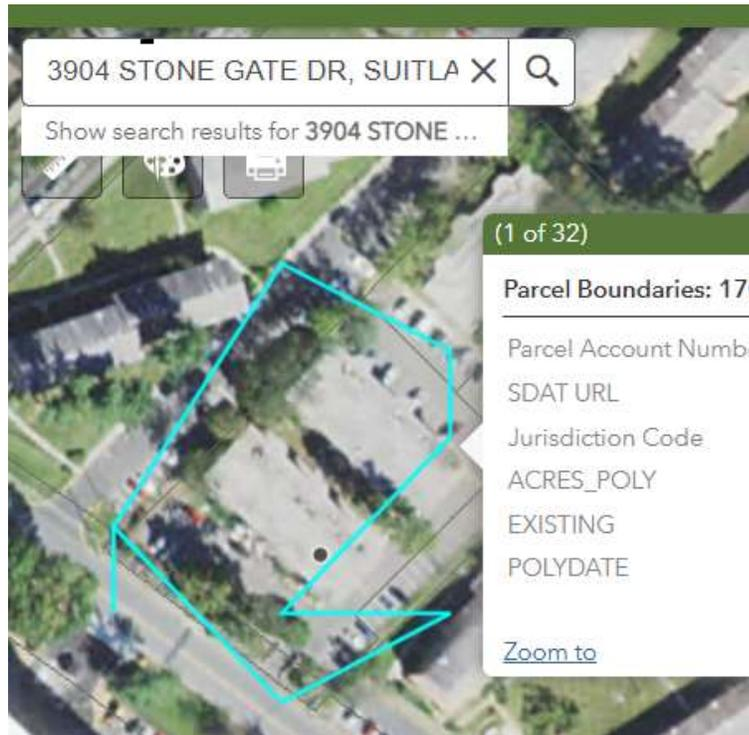 3904 STONE GATE DR, SUITLA
Show search results for 3904 STONE ...
(1 of 32)
Parcel Boundaries: 17
Parcel Account Numb
SDAT URL
Jurisdiction Code
ACRES_POLY
EXISTING
POLYDATE
Zoom to